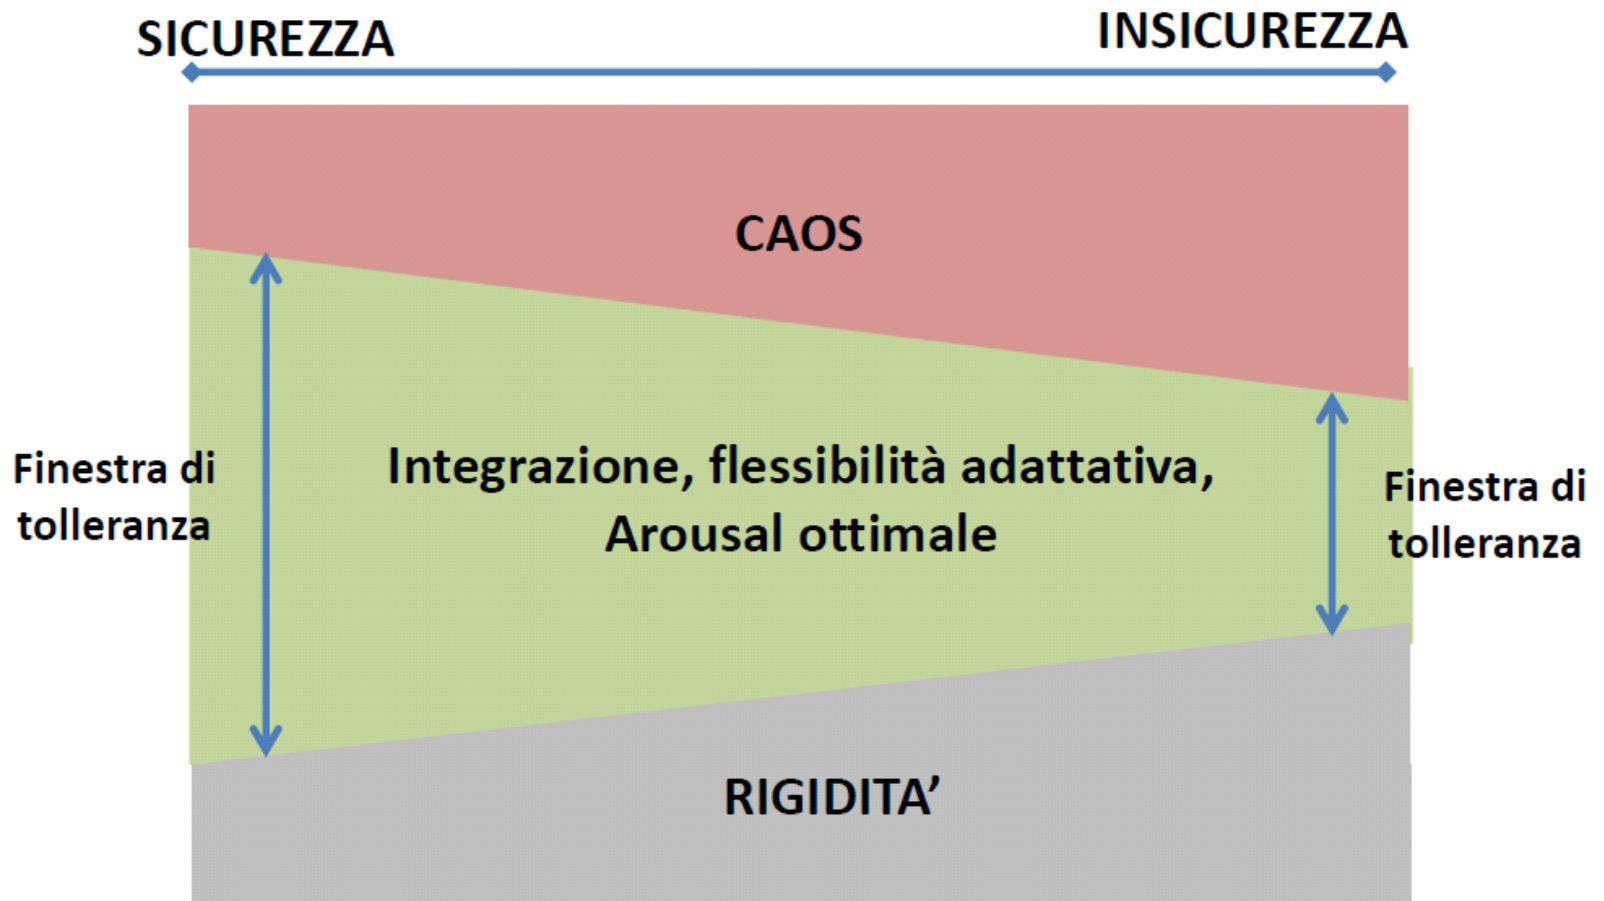 SICUREZZA
INSICUREZZA
CAOS
Finestra di
tolleranza
Integrazione, flessibilità adattativa,
Arousal ottimale
Finestra di
tolleranza
RIGIDITA’